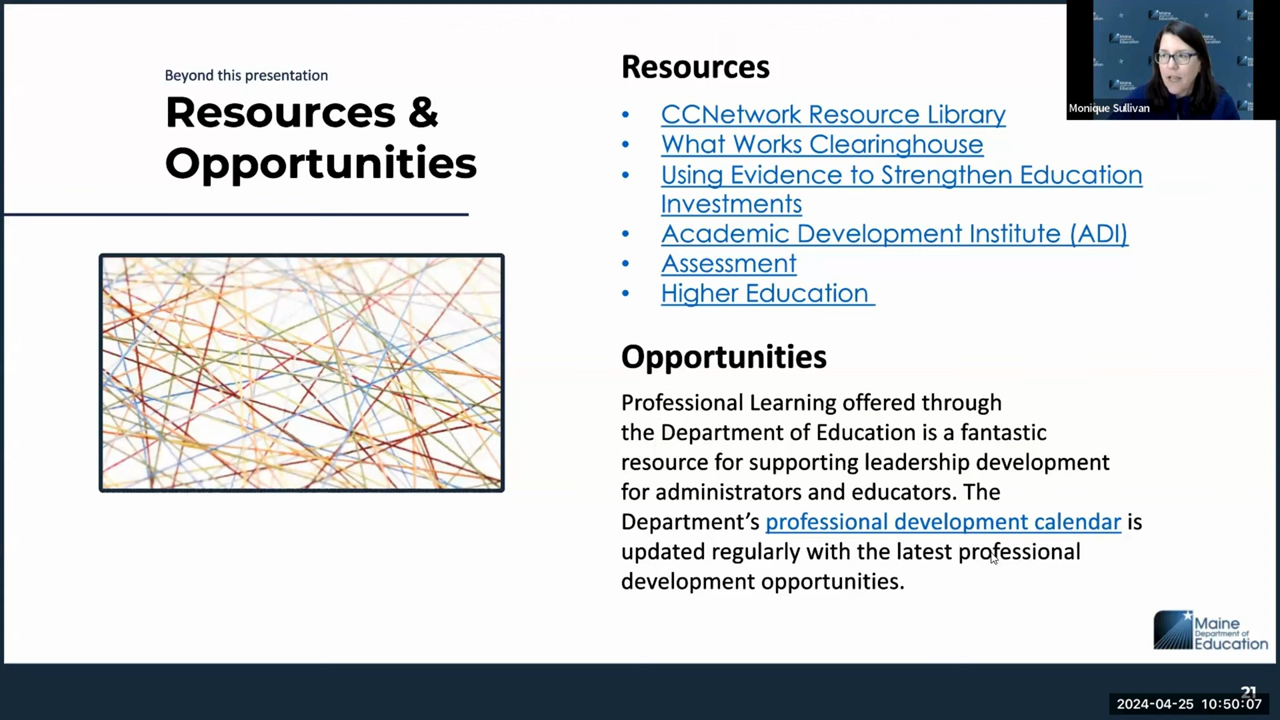 Beyond this presentation
Resources &
Opportunities
Resources
• CCNetwork Resource Library
• What Works Clearinghouse
• Using Evidence to Strengthen Education
Investments
• Academic Development Institute (ADI)
• Assessment
• Higher Education
Opportunities
Professional Learning offered through
the Department of Education is a fantastic
resource for supporting leadership development
for administrators and educators. The
Department’s professional development calendar is
updated regularly with the latest professional
development opportunities.
Monique Sullivan
Maine
Department of
Education
21
2024-04-25 10:50:07